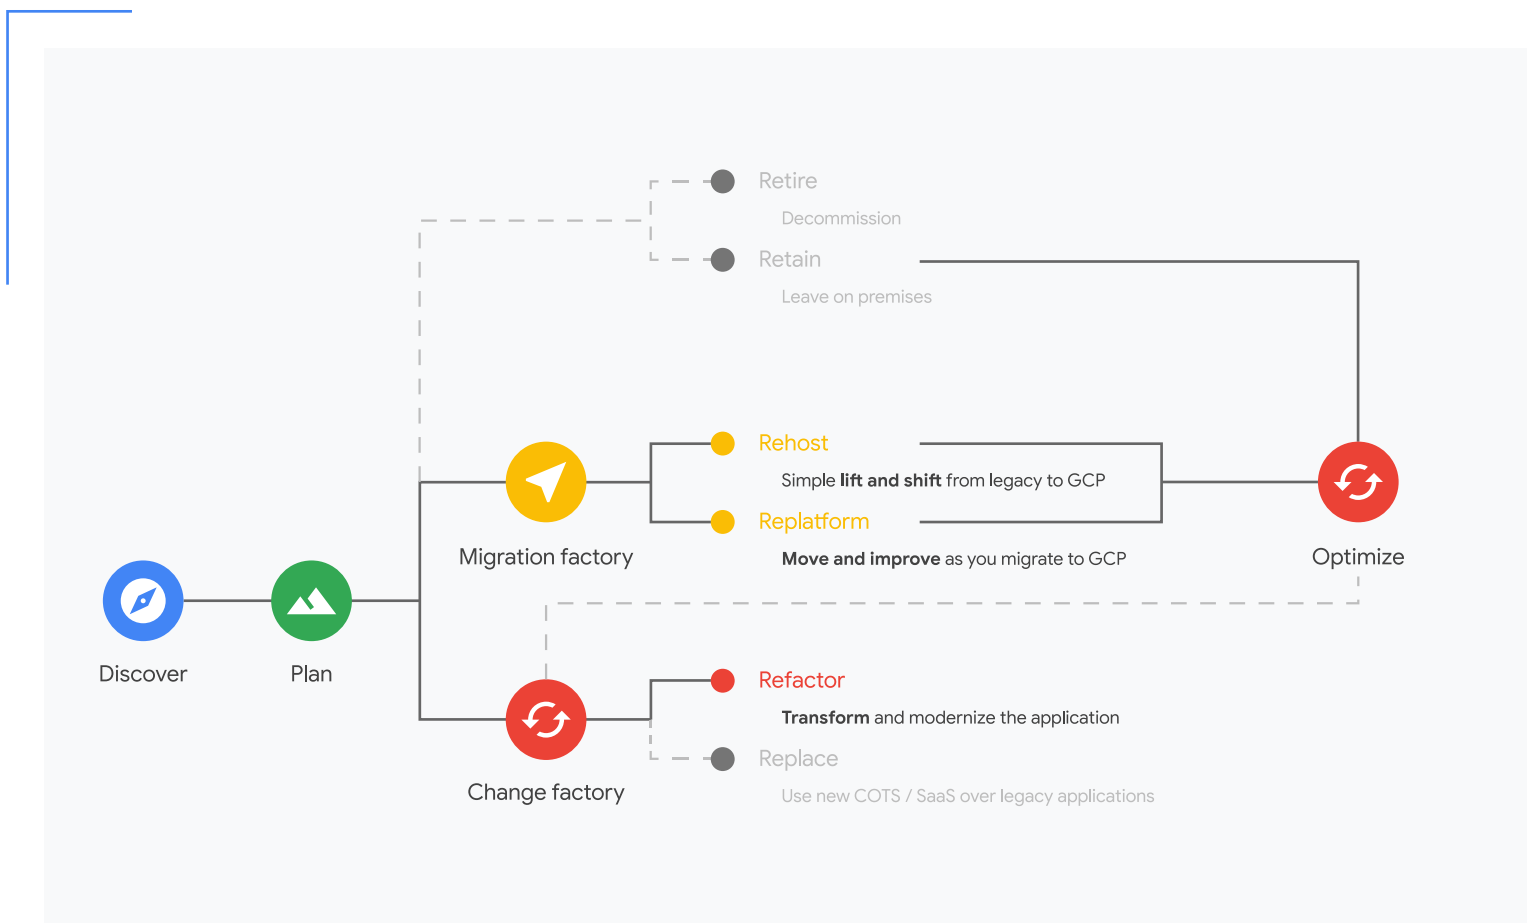 Retire
Decommission
Retain
Leave on premises
Rehost
Simple lift and shift from legacy to GCP
Replatform
Move and improve as you migrate to GCP
Migration factory
Optimize
Discover
Plan
Refactor
Transform and modernize the application
Replace
Use new COTS / SaaS over legacy applications
Change factory